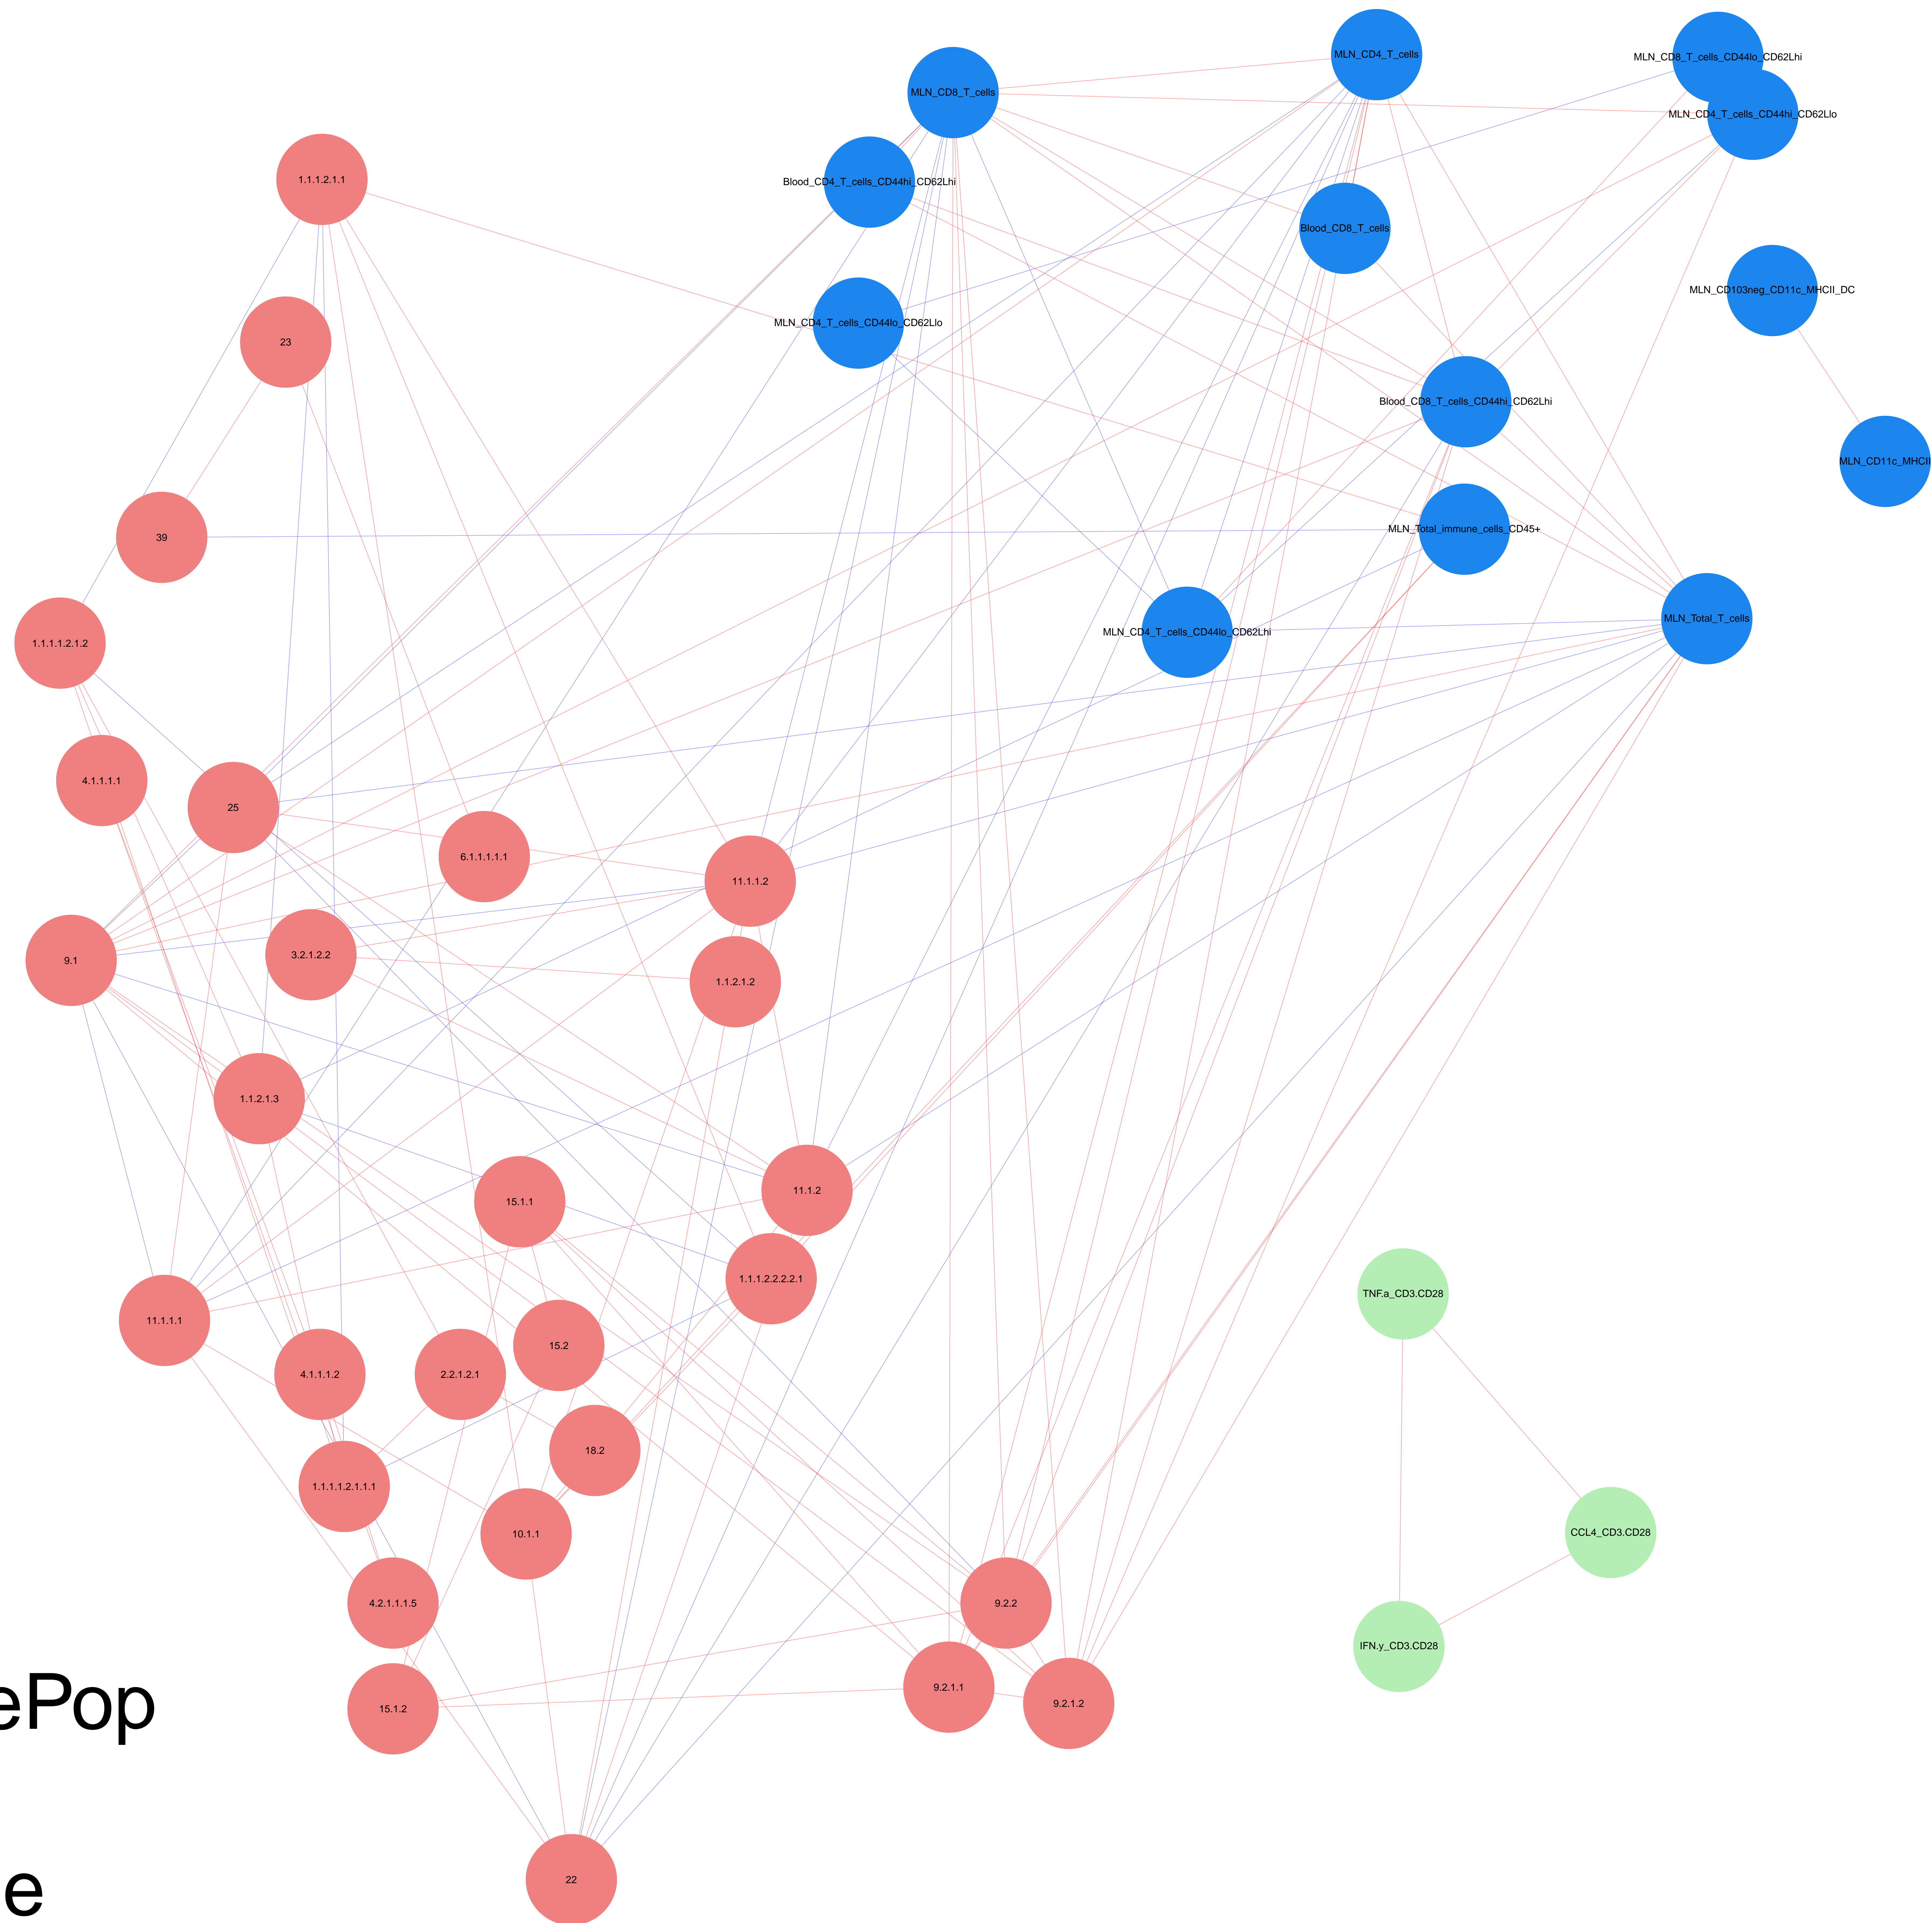 MLN_CD4_T_cells
MLN_CD8_T_cells_CD44lo_CD62Lhi
MLN_CD8_T_cells
MLN_CD4_T_cells_CD44hi_CD62Llo
1.1.1.2.1.1
Blood_CD4_T_cells_CD44hi_CD62Lhi
Blood_CD8_T_cells
MLN_CD103neg_CD11c_MHCII_DC
MLN_CD4_T_cells_CD44lo_CD62Llo
23
Blood_CD8_T_cells_CD44hi_CD62Lhi
MLN_CD11c_MHCII
MLN_Total_immune_cells_CD45+
39
MLN_Total_T_cells
MLN_CD4_T_cells_CD44lo_CD62Lhi
1.1.1.1.2.1.2
4.1.1.1.1
25
6.1.1.1.1.1
11.1.1.2
3.2.1.2.2
9.1
1.1.2.1.2
1.1.2.1.3
11.1.2
15.1.1
1.1.1.2.2.2.2.1
TNF.a_CD3.CD28
11.1.1.1
15.2
4.1.1.1.2
2.2.1.2.1
18.2
1.1.1.1.2.1.1.1
10.1.1
CCL4_CD3.CD28
4.2.1.1.1.5
9.2.2
IFN.y_CD3.CD28
9.2.1.1
9.2.1.2
15.1.2
ePop
22
e